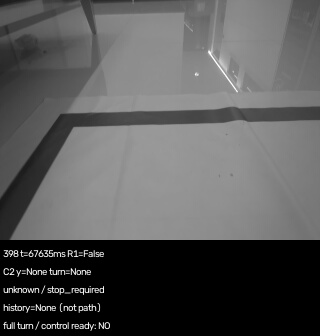 398 t=67635ms R1=False
C2 y=None turn=None
unknown / stop_required
history=None (not path)
full turn / control ready: NO